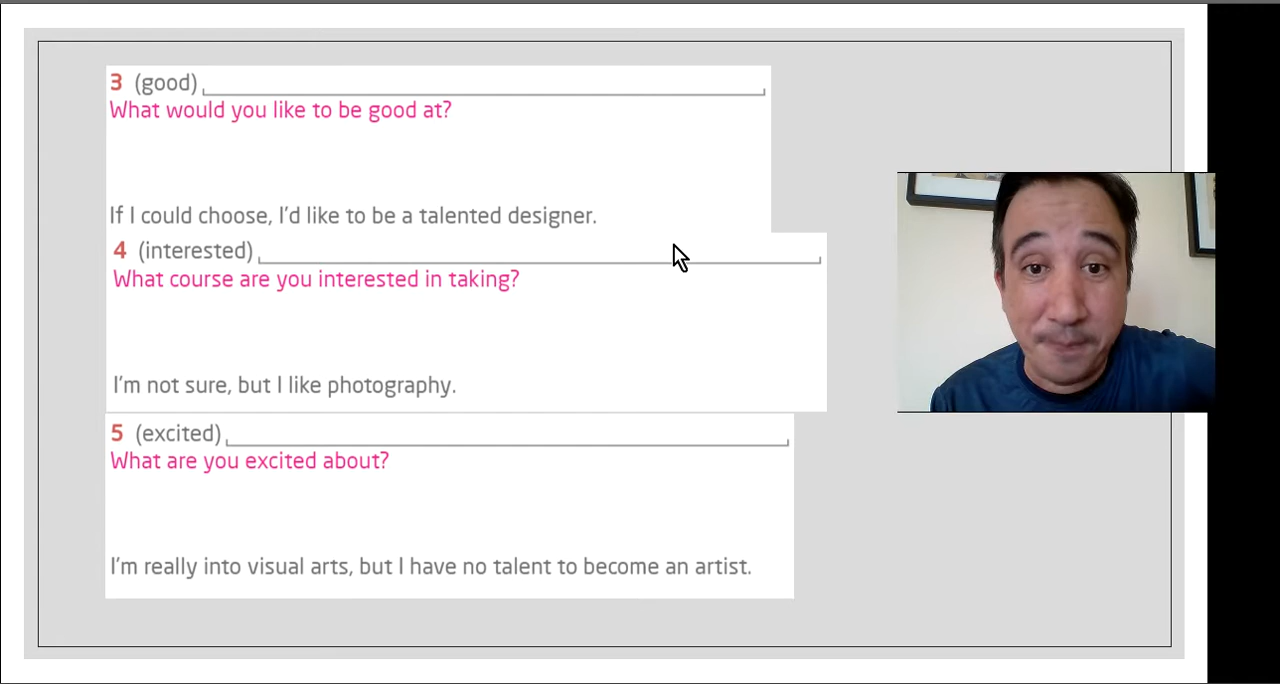 3 (good)
What would you like to be good at?
If I could choose, I'd like to be a talented designer.
4 (interested)
What course are you interested in taking?
I'm not sure, but I like photography.
5 (excited)
What are you excited about?
I'm really into visual arts, but I have no talent to become an artist.